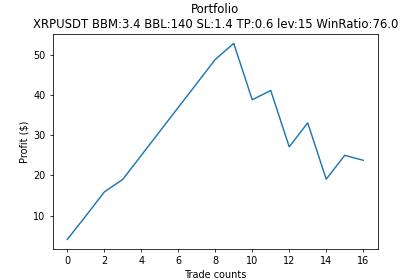 Portfolio
XRPUSDT BBM:3.4 BBL:140 SL:1.4 TP:0.6 lev:15 WinRatio:76.0
Profit ($)
50
40
30
20
10
0 2 4 6 8 10 12 14 16
Trade counts